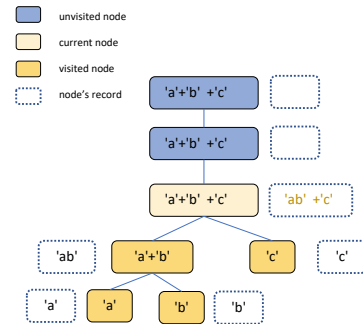 unvisited node
current node
visited node
node's record
'a'+'b' +'c'
'a'+'b' +'c'
'a'+'b' +'c'
'ab' +'c'
'ab'
'a'+'b'
'c'
'c'
'a'
'a'
'b'
'b'